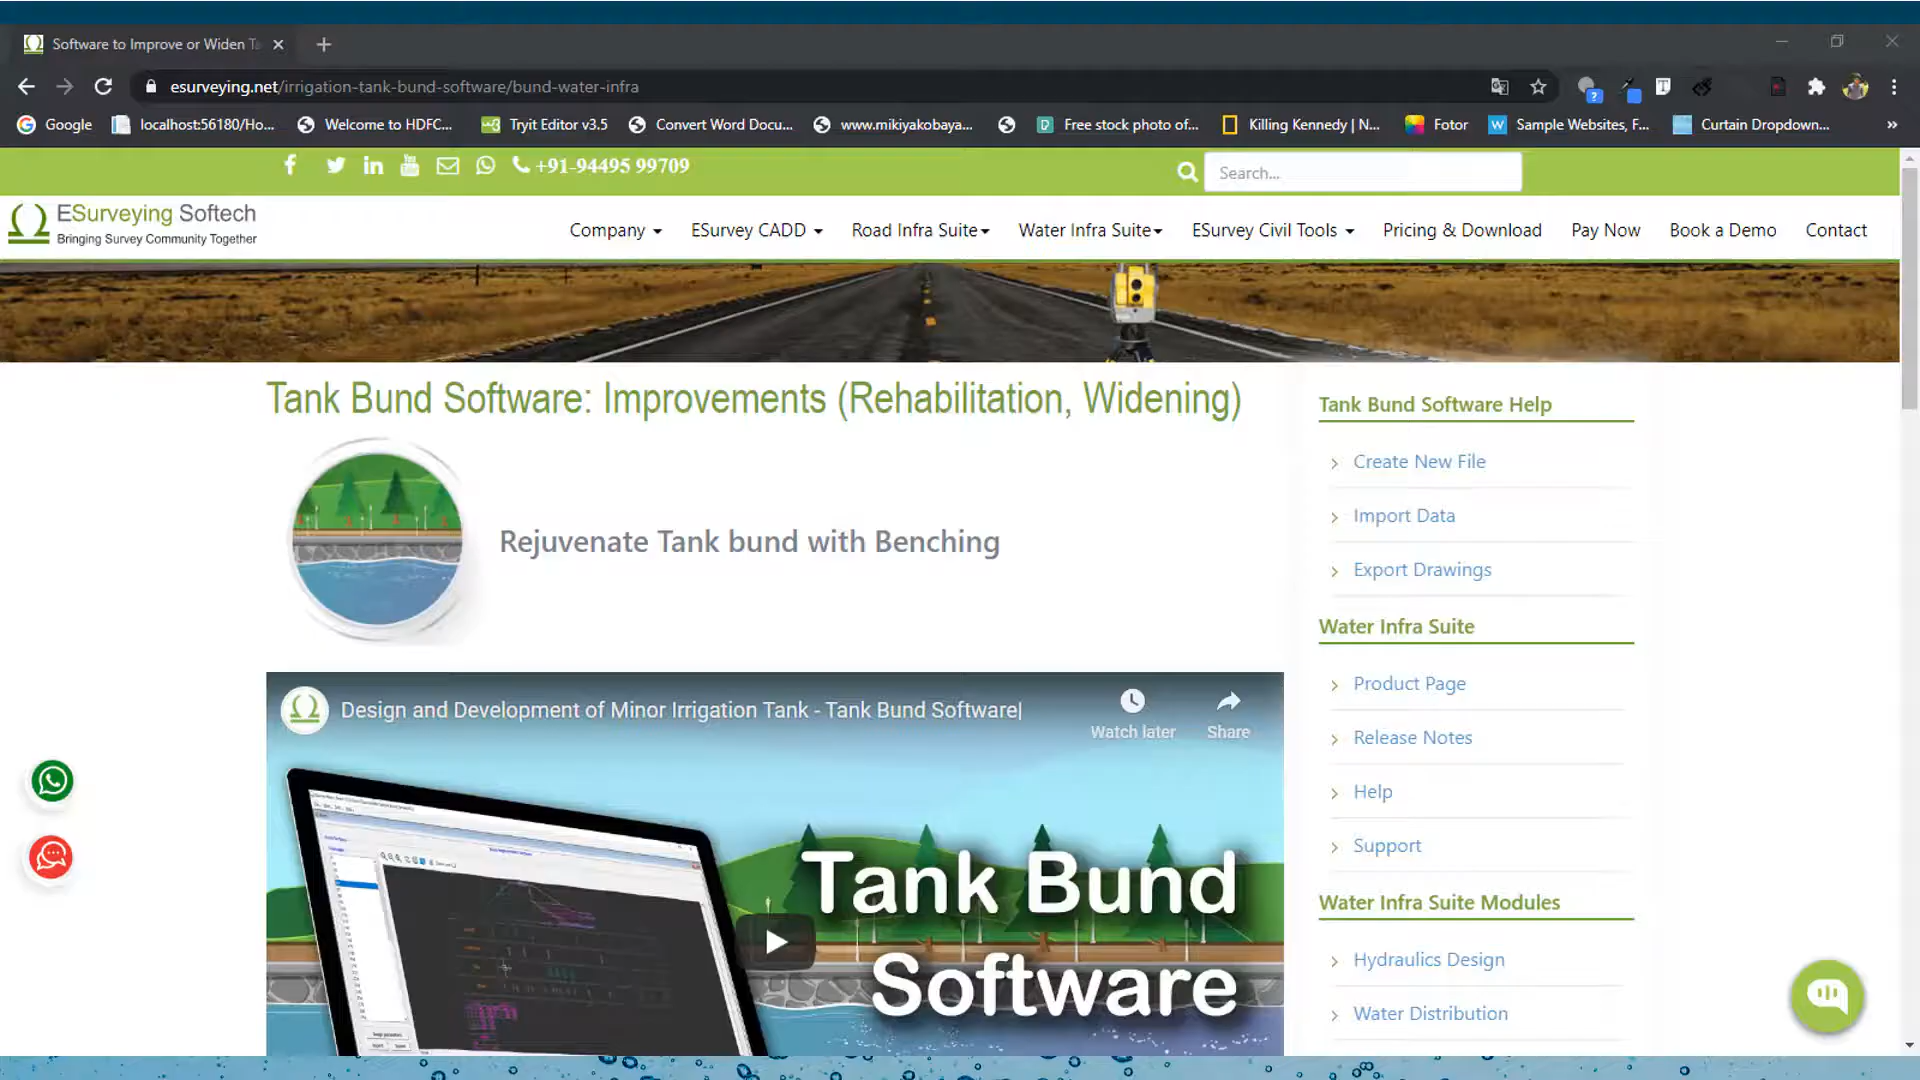 Software to Improve or Widen Ta
esurveying.net/irrigation-tank-bund-software/bund-water-infra
Google
localhost:56180/Ho...
Welcome to HDFC...
Tryit Editor v3.5
Convert Word Docu...
www.mikiyakobaya...
Free stock photo of...
Killing Kennedy | N...
Fotor
Sample Websites, F...
Curtain Dropdown...
»
+91-94495 99709
Search...
ESurveying Softech
Bringing Survey Community Together
Company
ESurvey CADD
Road Infra Suite
Water Infra Suite
ESurvey Civil Tools
Pricing & Download
Pay Now
Book a Demo
Contact
Tank Bund Software: Improvements (Rehabilitation, Widening)
Rejuvenate Tank bund with Benching
Design and Development of Minor Irrigation Tank - Tank Bund Software|
Watch later
Share
Tank Bund
Software
Tank Bund Software Help
Create New File
Import Data
Export Drawings
Water Infra Suite
Product Page
Release Notes
Help
Support
Water Infra Suite Modules
Hydraulics Design
Water Distribution